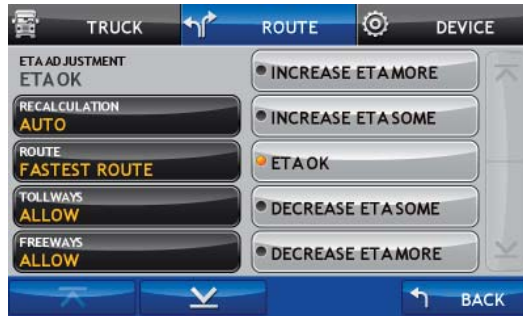 TRUCK
ROUTE
DEVICE
ETA ADJUSTMENT
ETA OK
RECALCULATION
AUTO
ROUTE
FASTEST ROUTE
TOLLWAYS
ALLOW
FREEWAYS
ALLOW
INCREASE ETA MORE
INCREASE ETA SOME
ETA OK
DECREASE ETA SOME
DECREASE ETA MORE
BACK